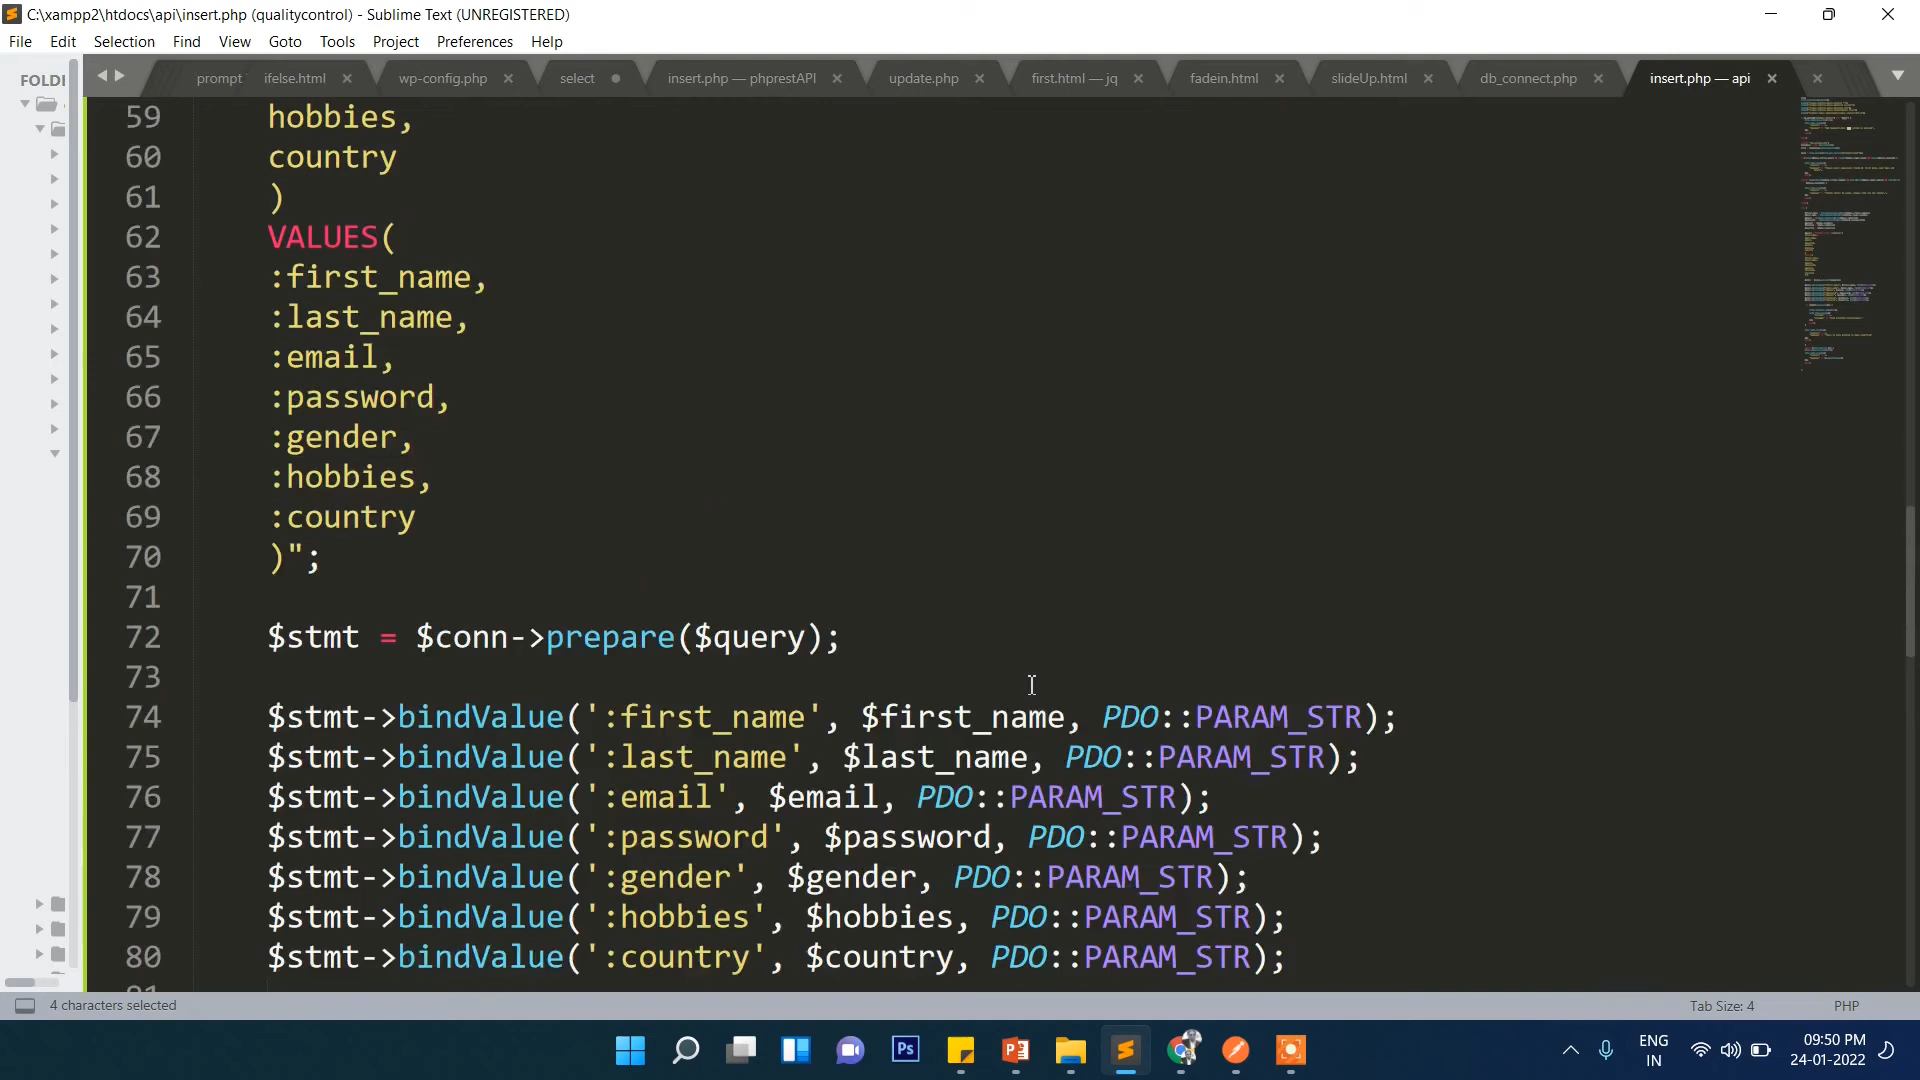 C:\xampp2\htdocs\api\insert.php (qualitycontrol) - Sublime Text (UNREGISTERED)
File Edit Selection Find View Goto Tools Project Preferences Help
FOLDI
prompt ifelse.html wp-config.php select insert.php — phprestAPI update.php first.html — jq fadein.html slideUp.html db_connect.php insert.php — api
59 hobbies,
60 country
61 )
62 VALUES(
63 :first_name,
64 :last_name,
65 :email,
66 :password,
67 :gender,
68 :hobbies,
69 :country
70 )";
71
72 $stmt = $conn->prepare($query);
73
74 $stmt->bindValue(':first_name', $first_name, PDO::PARAM_STR);
75 $stmt->bindValue(':last_name', $last_name, PDO::PARAM_STR);
76 $stmt->bindValue(':email', $email, PDO::PARAM_STR);
77 $stmt->bindValue(':password', $password, PDO::PARAM_STR);
78 $stmt->bindValue(':gender', $gender, PDO::PARAM_STR);
79 $stmt->bindValue(':hobbies', $hobbies, PDO::PARAM_STR);
80 $stmt->bindValue(':country', $country, PDO::PARAM_STR);
81
4 characters selected Tab Size: 4 PHP
Ps
ENG
IN
09:50 PM
24-01-2022